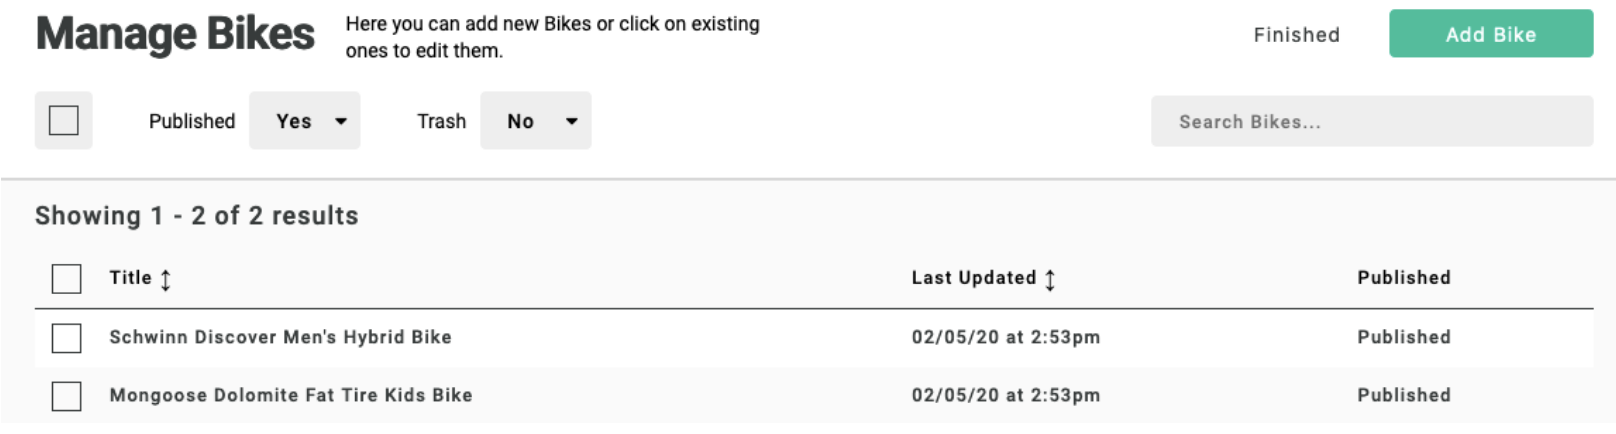 Manage Bikes
Here you can add new Bikes or click on existing
ones to edit them.
Finished
Add Bike
Published Yes Trash No
Search Bikes...
Showing 1 - 2 of 2 results
Title Last Updated Published
Schwinn Discover Men's Hybrid Bike 02/05/20 at 2:53pm Published
Mongoose Dolomite Fat Tire Kids Bike 02/05/20 at 2:53pm Published